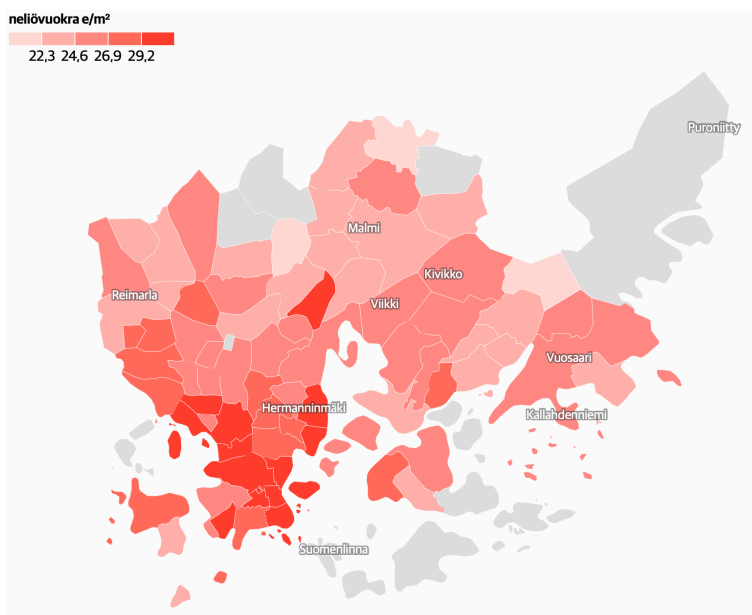 neliövuokra e/m²
22,3 24,6 26,9 29,2
Puroniitty
Malmi
Kivikko
Reimarla
Viikki
Vuosaari
Hermanninmäki
Kallahdenniemi
Suomenlinna